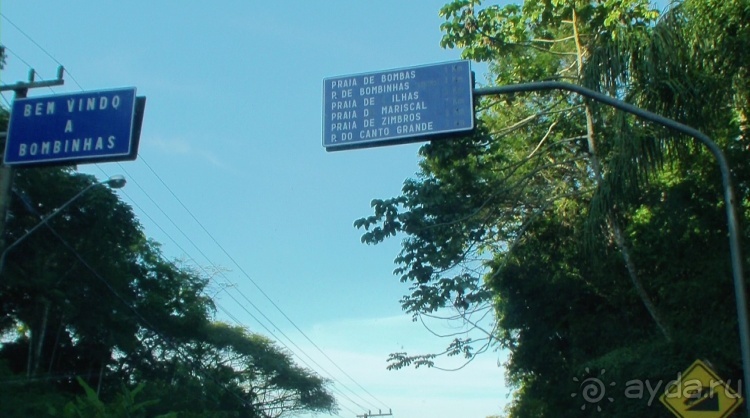 BEM VINDO
A
BOMBINHAS
PRAIA DE BOMBAS
P. DE BOMBINHAS
PRAIA DE ILHAS
PRAIA D MARISCAL
PRAIA DE ZIMBROS
P. DO CANTO GRANDE
ayda.ru